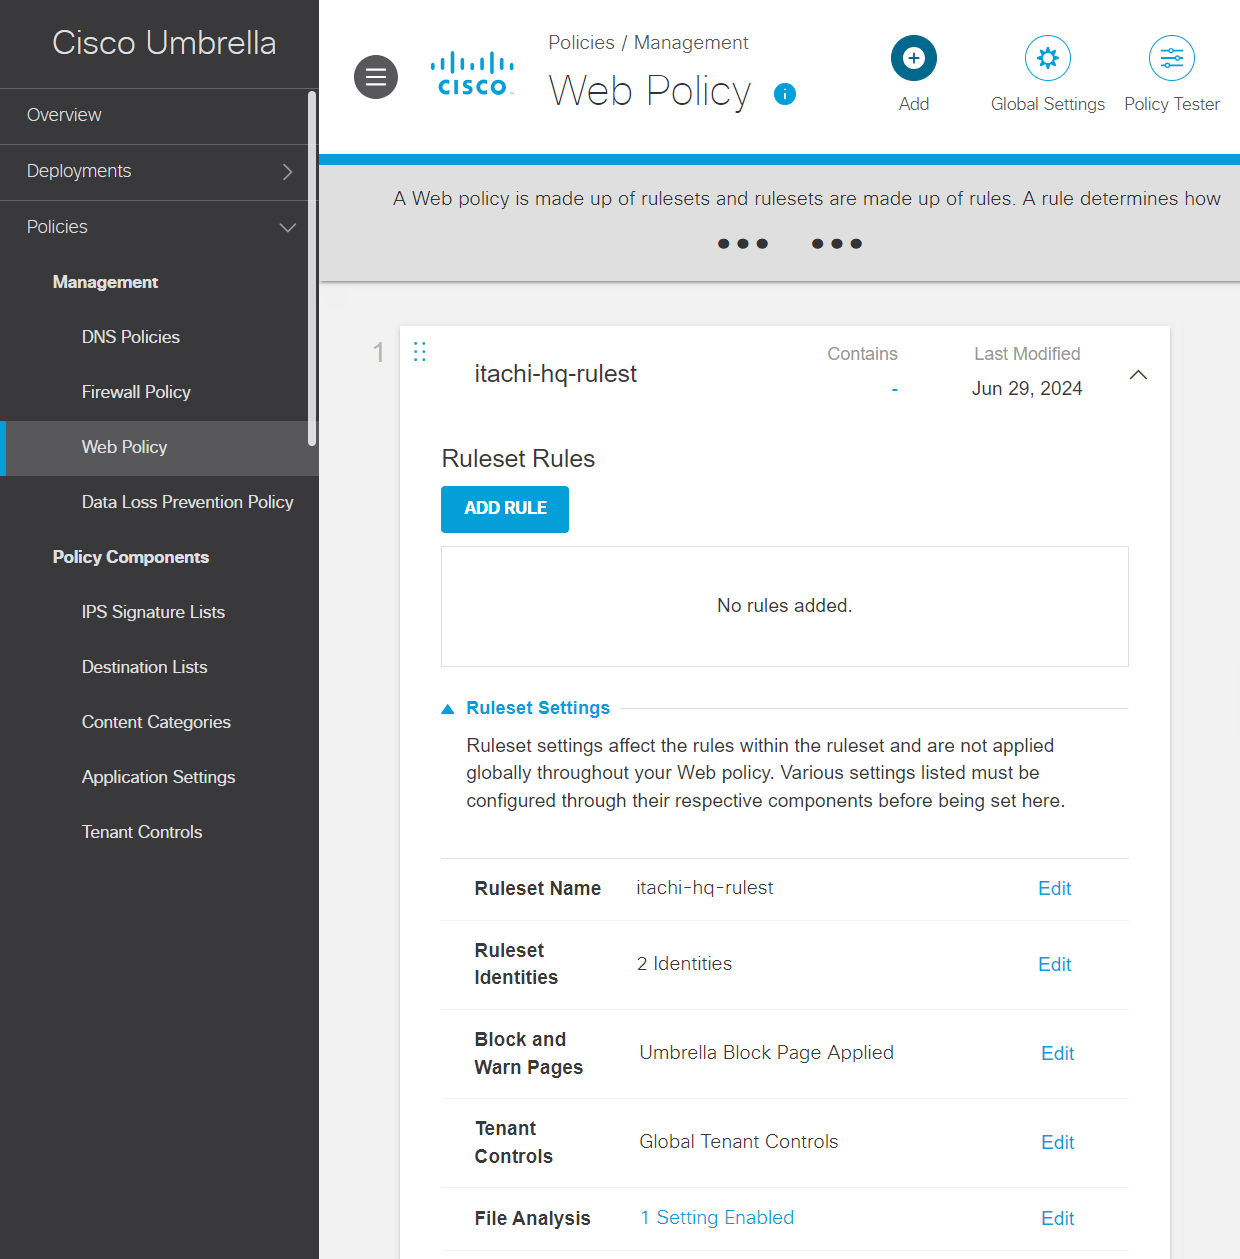 Cisco Umbrella
Overview
Deployments
Policies
Management
DNS Policies
Firewall Policy
Web Policy
Data Loss Prevention Policy
Policy Components
IPS Signature Lists
Destination Lists
Content Categories
Application Settings
Tenant Controls
CISCO
Policies / Management
Web Policy
i
Add
Global Settings
Policy Tester
A Web policy is made up of rulesets and rulesets are made up of rules. A rule determines how
1
itachi-hq-rulest
Contains
-
Last Modified
Jun 29, 2024
Ruleset Rules
ADD RULE
No rules added.
Ruleset Settings
Ruleset settings affect the rules within the ruleset and are not applied
globally throughout your Web policy. Various settings listed must be
configured through their respective components before being set here.
Ruleset Name itachi-hq-rulest Edit
Ruleset
Identities
2 Identities Edit
Block and
Warn Pages
Umbrella Block Page Applied Edit
Tenant
Controls
Global Tenant Controls Edit
File Analysis 1 Setting Enabled Edit